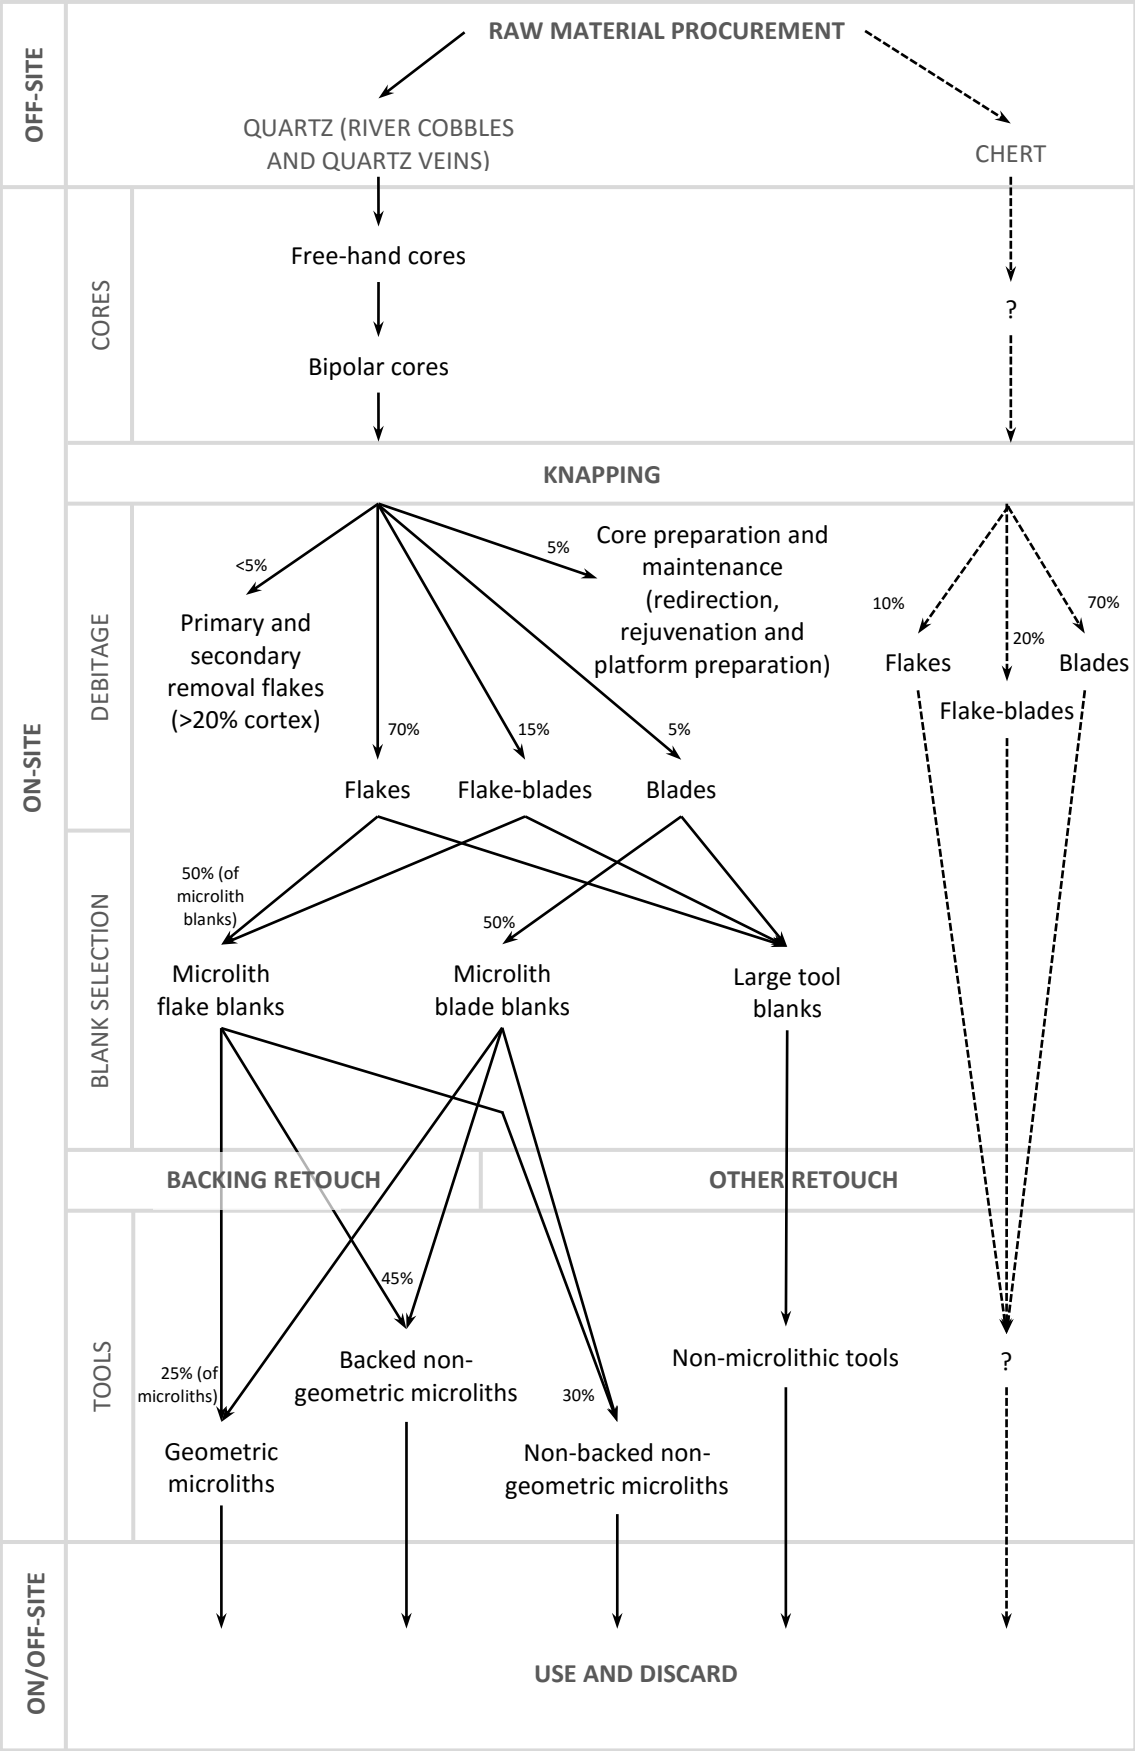 OFF-SITE
RAW MATERIAL PROCUREMENT
QUARTZ (RIVER COBBLES
AND QUARTZ VEINS)
CHERT
ON-SITE
CORES
Free-hand cores
?
Bipolar cores
KNAPPING
DEBITAGE
<5%
Primary and
secondary
removal flakes
(>20% cortex)
5%
Core preparation and
maintenance
(redirection,
rejuvenation and
platform preparation)
10%
Flakes
20%
Flake-blades
70%
Blades
70%
Flakes
15%
Flake-blades
5%
Blades
BLANK SELECTION
50% (of
microlith
blanks)
Microlith
flake blanks
50%
Microlith
blade blanks
Large tool
blanks
BACKING RETOUCH
OTHER RETOUCH
TOOLS
25% (of
microliths)
Geometric
microliths
45%
Backed non-
geometric microliths
30%
Non-backed non-
geometric microliths
Non-microlithic tools
?
ON/OFF-SITE
USE AND DISCARD